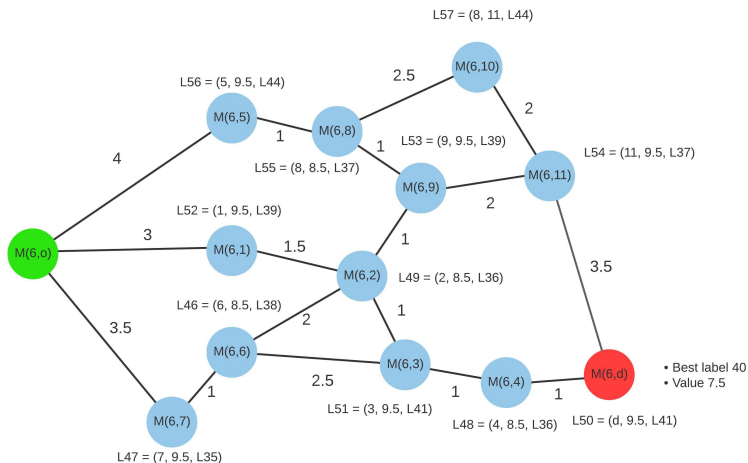 L57 = (8, 11, L44)
M(6,10)
2.5
L56 = (5, 9.5, L44)
2
M(6,5)
M(6,8)
1
L53 = (9, 9.5, L39)
1
L54 = (11, 9.5, L37)
4
L55 = (8, 8.5, L37)
M(6,11)
M(6,9)
2
L52 = (1, 9.5, L39)
3
1.5
1
M(6,o)
M(6,1)
M(6,2)
L49 = (2, 8.5, L36)
3.5
L46 = (6, 8.5, L38)
1
2
3.5
M(6,6)
M(6,3)
2.5
1
M(6,4)
1
M(6,d)
• Best label 40
• Value 7.5
1
L51 = (3, 9.5, L41)
M(6,7)
L48 = (4, 8.5, L36)
L50 = (d, 9.5, L41)
L47 = (7, 9.5, L35)